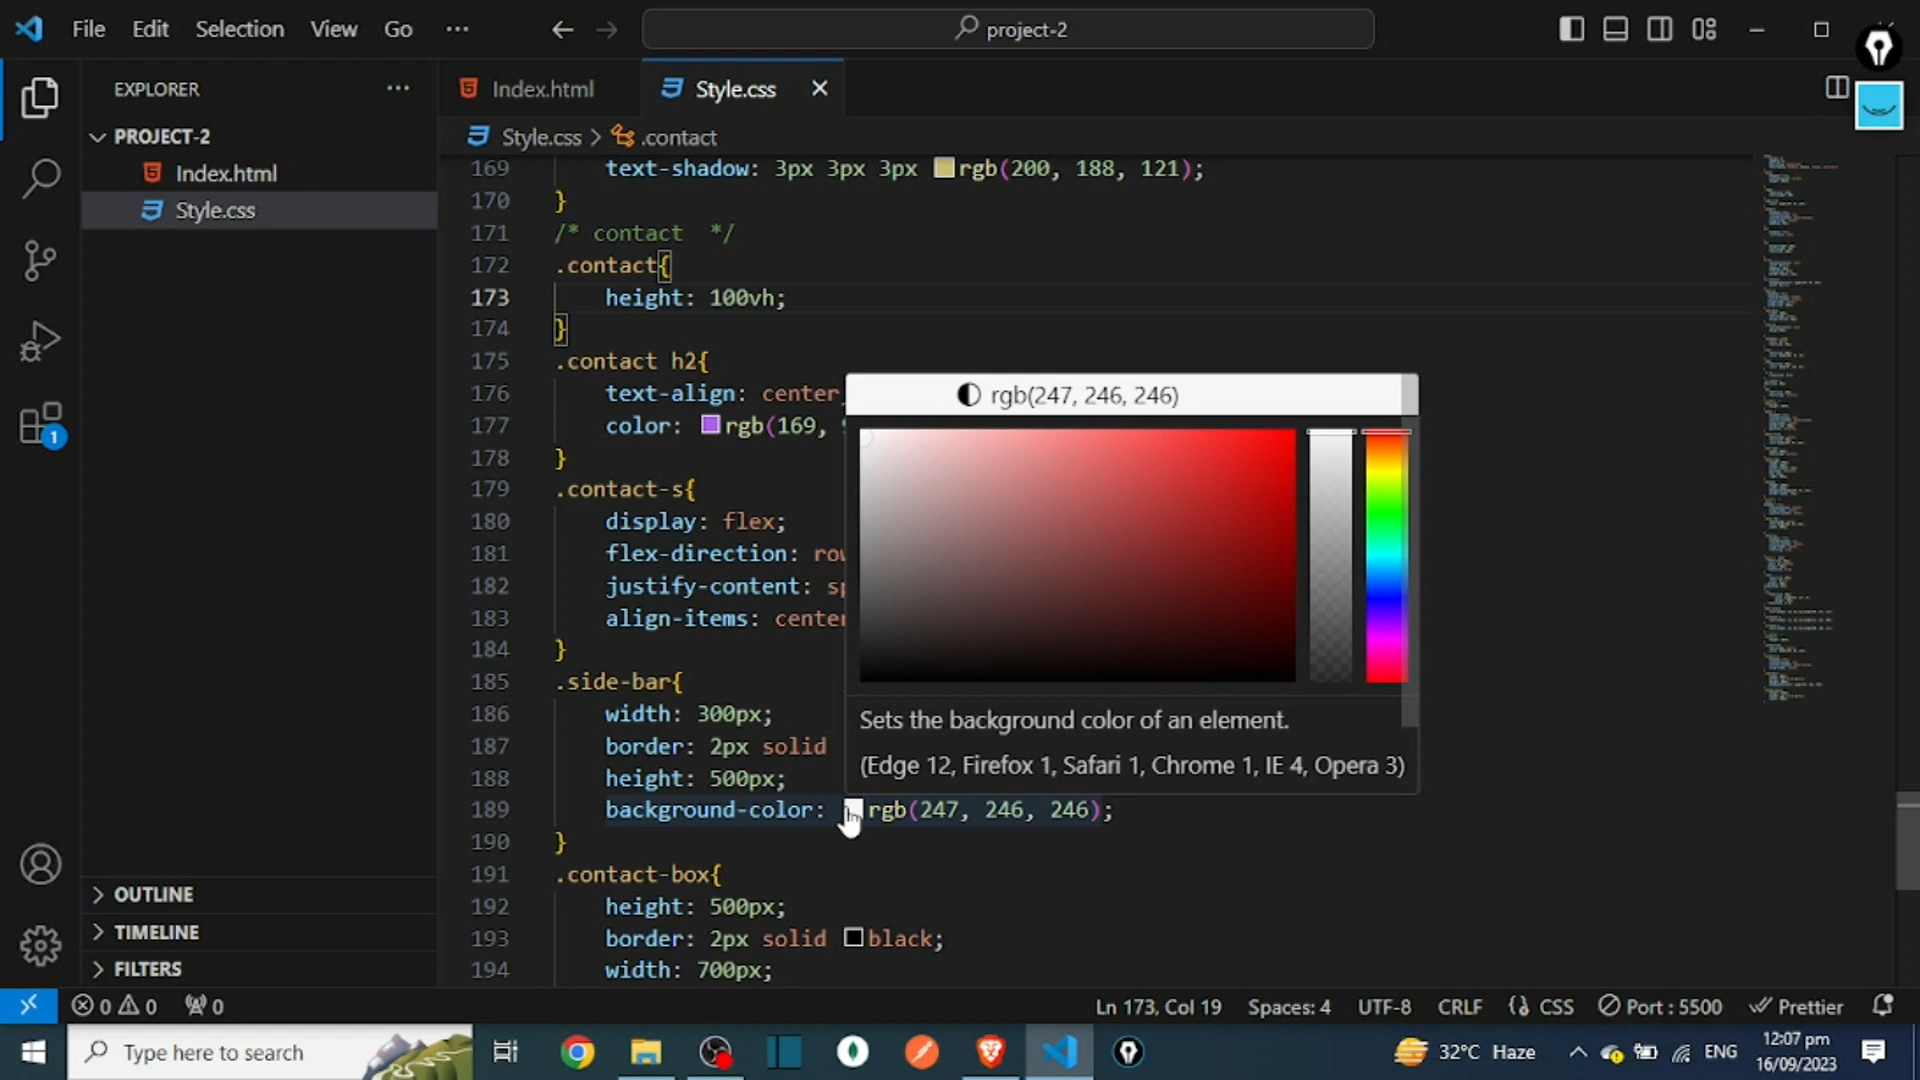 File Edit Selection View Go ··· project-2
EXPLORER ···
PROJECT-2
Index.html
Style.css
OUTLINE
TIMELINE
FILTERS
1
Index.html Style.css
Style.css > .contact
169 text-shadow: 3px 3px 3px rgb(200, 188, 121);
170 }
171 /* contact */
172 .contact{
173 height: 100vh;
174 }
175 .contact h2{
176 text-align: center
177 color: rgb(169,
178 }
179 .contact-s{
180 display: flex;
181 flex-direction:
182 justify-content:
183 align-items: center
184 }
185 .side-bar{
186 width: 300px;
187 border: 2px solid
188 height: 500px;
189 background-color: rgb(247, 246, 246);
190 }
191 .contact-box{
192 height: 500px;
193 border: 2px solid black;
194 width: 700px;
rgb(247, 246, 246)
Sets the background color of an element.
(Edge 12, Firefox 1, Safari 1, Chrome 1, IE 4, Opera 3)
0 0 0 Ln 173, Col 19 Spaces: 4 UTF-8 CRLF {} CSS Port : 5500 Prettier
Type here to search 32°C Haze ENG 12:07 pm
16/09/2023